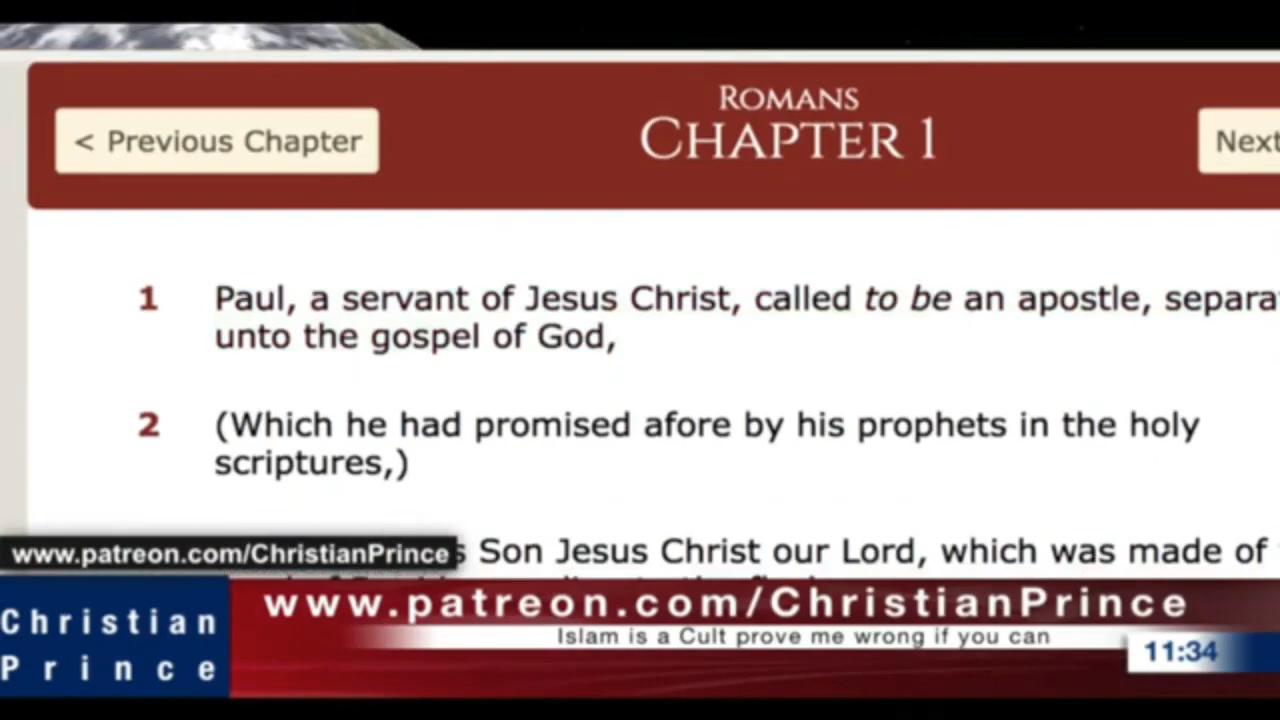 ROMANS
< Previous Chapter
CHAPTER 1
Next
1 Paul, a servant of Jesus Christ, called to be an apostle,
unto the gospel of God,
2 (Which he had promised afore by his prophets in the holy
scriptures,)
Son Jesus Christ our Lord, which was made of
www.patreon.com/ChristianPrince
www.patreon.com/ChristianPrince
Islam is a Cult prove me wrong if you can
Christian
Prince
11:34